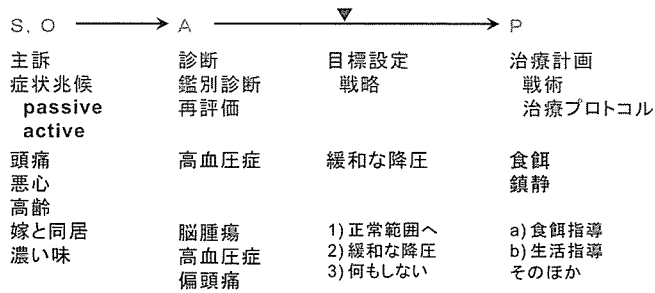 S, O A P
主訴 診断 目標設定 治療計画
症状兆候 鑑別診断 戦略 戦術
passive 再評価 治療プロトコル
active
頭痛 高血圧症 緩和な降圧 食餌
悪心 鎮静
高齢
嫁と同居 脳腫瘍 1) 正常範囲へ a) 食餌指導
濃い味 高血圧症 2) 緩和な降圧 b) 生活指導
偏頭痛 3) 何もしない そのほか